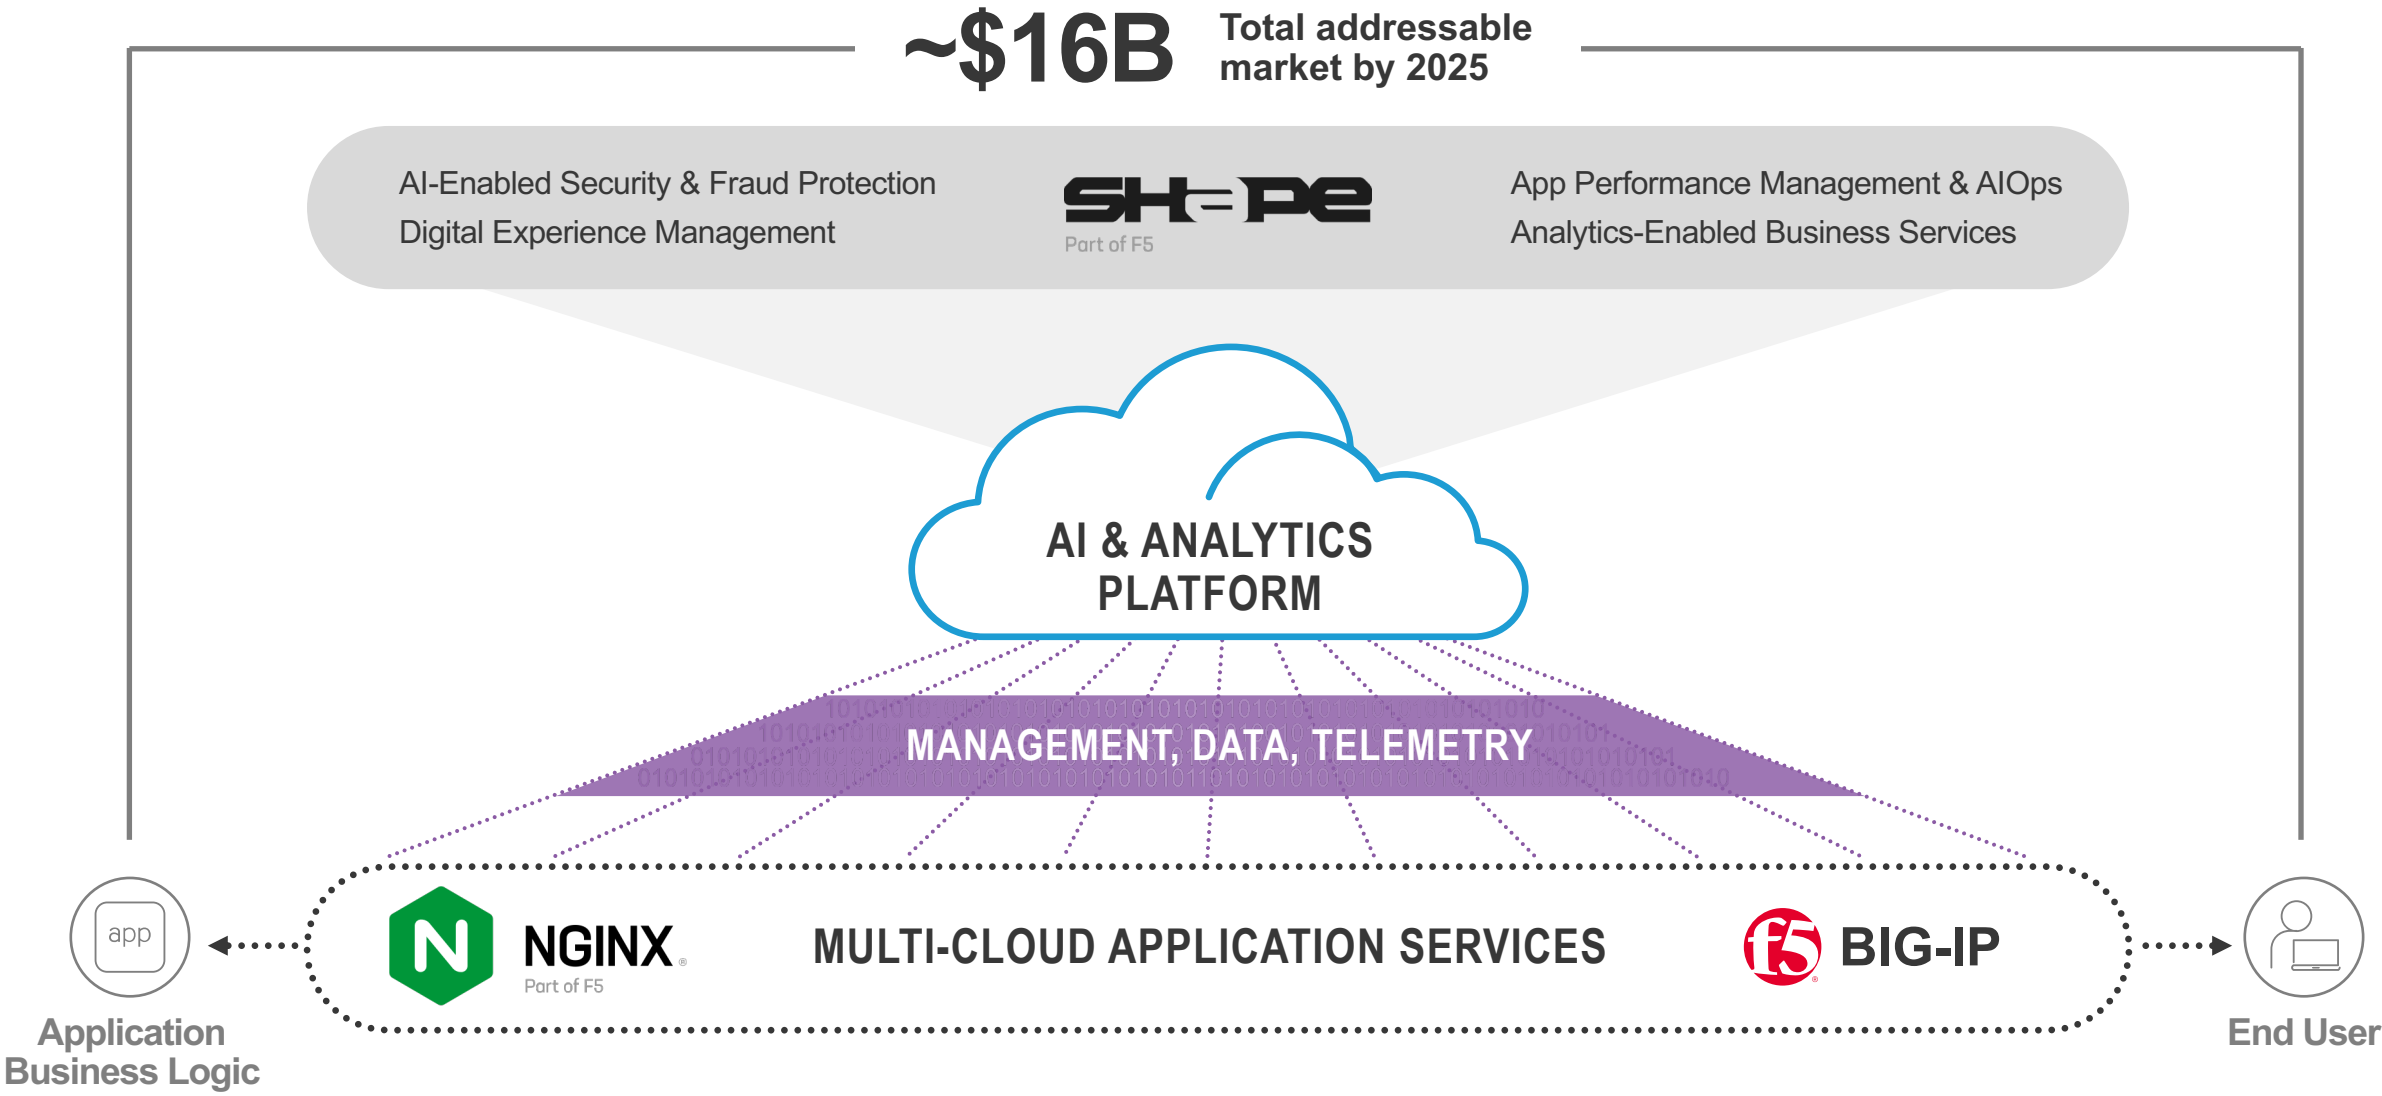 ~$16B
Total addressable
market by 2025
AI-Enabled Security & Fraud Protection
Digital Experience Management
SHAPE
Part of F5
App Performance Management & AIOps
Analytics-Enabled Business Services
AI & ANALYTICS
PLATFORM
MANAGEMENT, DATA, TELEMETRY
app
Application
Business Logic
N
NGINX®
Part of F5
MULTI-CLOUD APPLICATION SERVICES
f5®
BIG-IP
End User